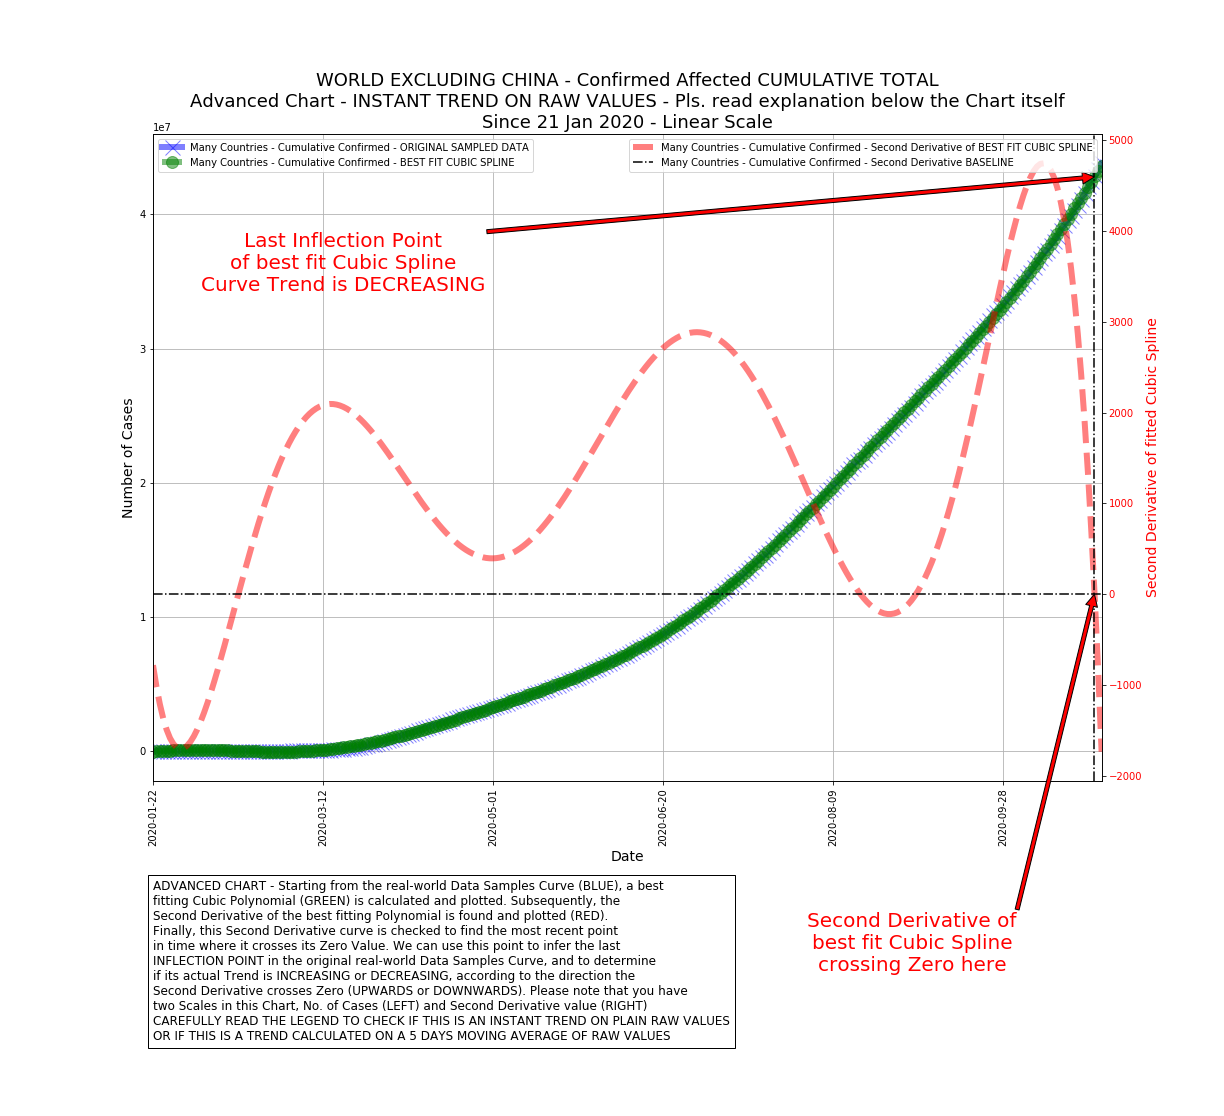 WORLD EXCLUDING CHINA - Confirmed Affected CUMULATIVE TOTAL
Advanced Chart - INSTANT TREND ON RAW VALUES - Pls. read explanation below the Chart itself
Since 21 Jan 2020 - Linear Scale
1e7
Many Countries - Cumulative Confirmed - ORIGINAL SAMPLED DATA
Many Countries - Cumulative Confirmed - BEST FIT CUBIC SPLINE
Many Countries - Cumulative Confirmed - Second Derivative of BEST FIT CUBIC SPLINE
Many Countries - Cumulative Confirmed - Second Derivative BASELINE
Last Inflection Point
of best fit Cubic Spline
Curve Trend is DECREASING
Number of Cases
4
3
2
1
0
5000
4000
3000
2000
1000
0
−1000
−2000
Second Derivative of fitted Cubic Spline
2020-01-22
2020-03-12
2020-05-01
2020-06-20
2020-08-09
2020-09-28
Date
ADVANCED CHART - Starting from the real-world Data Samples Curve (BLUE), a best
fitting Cubic Polynomial (GREEN) is calculated and plotted. Subsequently, the
Second Derivative of the best fitting Polynomial is found and plotted (RED).
Finally, this Second Derivative curve is checked to find the most recent point
in time where it crosses its Zero Value. We can use this point to infer the last
INFLECTION POINT in the original real-world Data Samples Curve, and to determine
if its actual Trend is INCREASING or DECREASING, according to the direction the
Second Derivative crosses Zero (UPWARDS or DOWNWARDS). Please note that you have
two Scales in this Chart, No. of Cases (LEFT) and Second Derivative value (RIGHT)
CAREFULLY READ THE LEGEND TO CHECK IF THIS IS AN INSTANT TREND ON PLAIN RAW VALUES
OR IF THIS IS A TREND CALCULATED ON A 5 DAYS MOVING AVERAGE OF RAW VALUES
Second Derivative of
best fit Cubic Spline
crossing Zero here